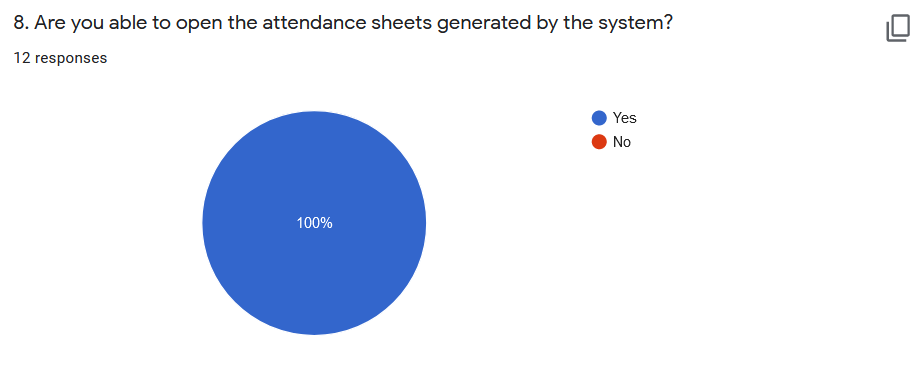 8. Are you able to open the attendance sheets generated by the system?
12 responses
Yes
No
100%